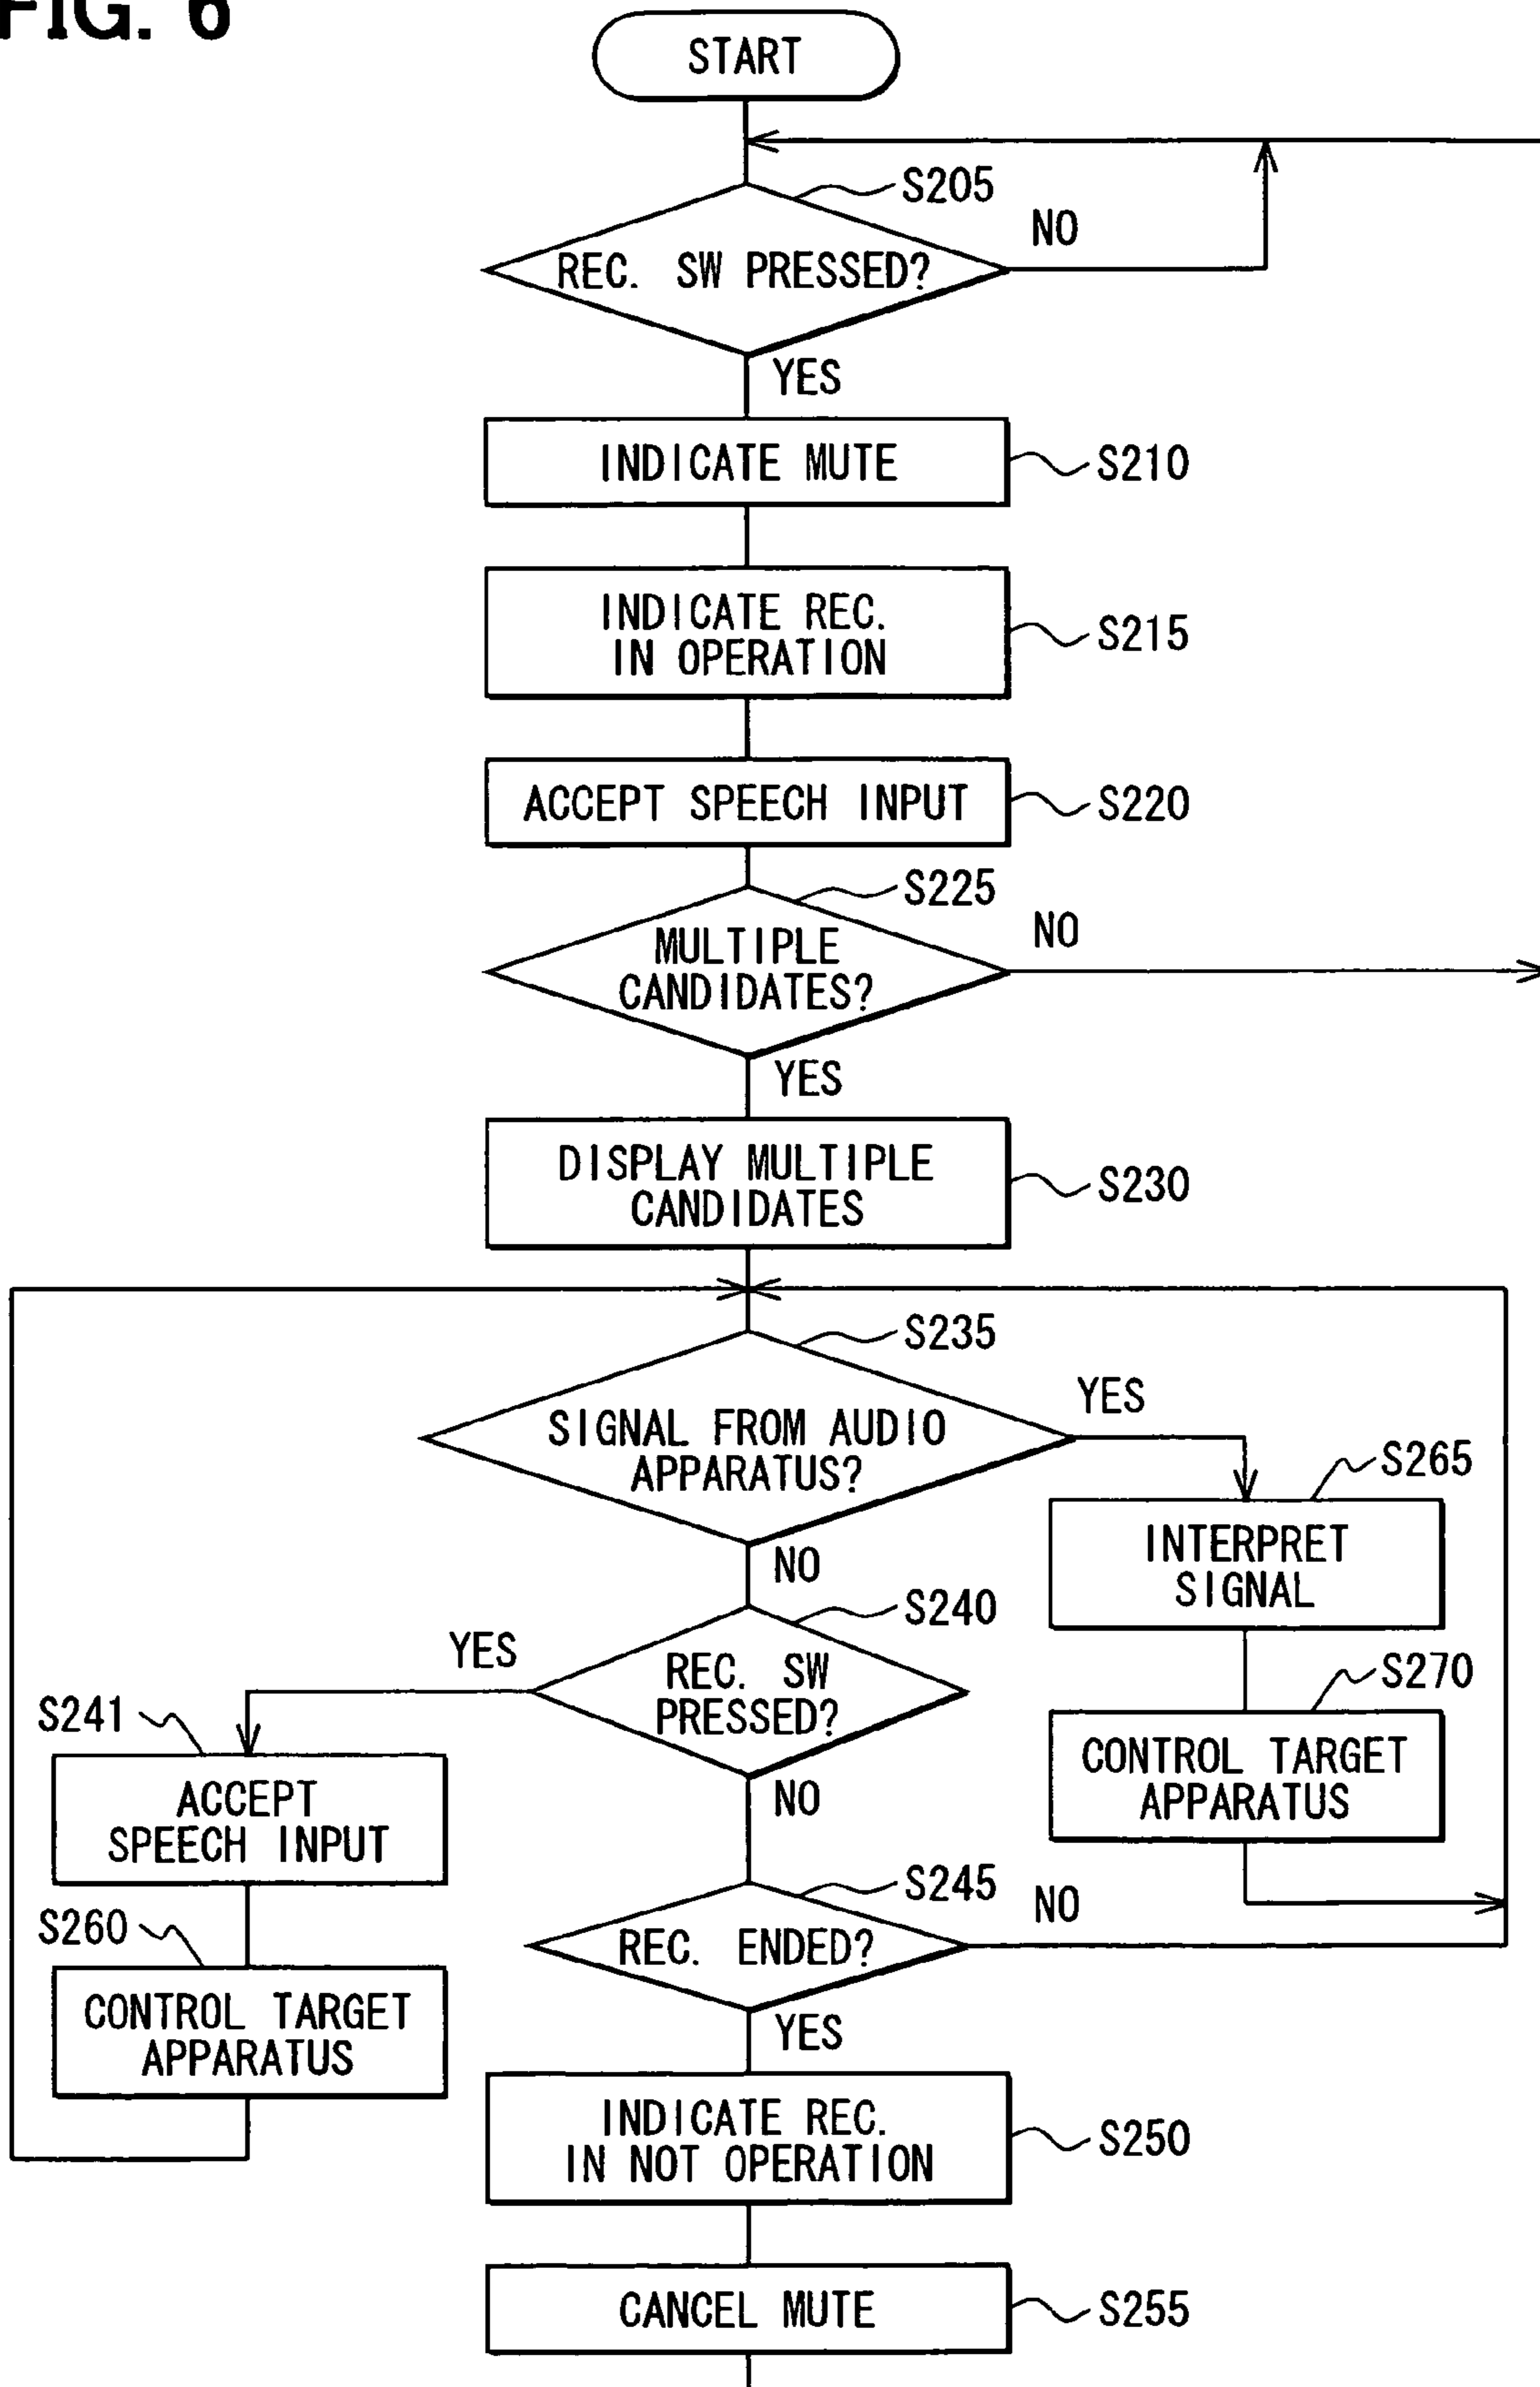 FIG. 6
START
S205
REC. SW PRESSED?
NO
YES
INDICATE MUTE
S210
INDICATE REC.
IN OPERATION
S215
ACCEPT SPEECH INPUT
S220
S225
MULTIPLE
CANDIDATES?
NO
YES
DISPLAY MULTIPLE
CANDIDATES
S230
S235
SIGNAL FROM AUDIO
APPARATUS?
YES
NO
S265
INTERPRET
SIGNAL
S240
REC. SW
PRESSED?
YES
NO
S270
CONTROL TARGET
APPARATUS
S241
ACCEPT
SPEECH INPUT
S245
REC. ENDED?
NO
YES
S260
CONTROL TARGET
APPARATUS
INDICATE REC.
IN NOT OPERATION
S250
CANCEL MUTE
S255